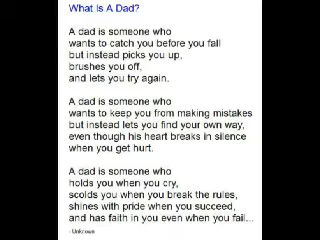 What Is A Dad?
A dad is someone who
wants to catch you before you fall
but instead picks you up,
brushes you off,
and lets you try again.
A dad is someone who
wants to keep you from making mistakes
but instead lets you find your own way,
even though his heart breaks in silence
when you get hurt.
A dad is someone who
holds you when you cry,
scolds you when you break the rules,
shines with pride when you succeed,
and has faith in you even when you fail...
- Unknown